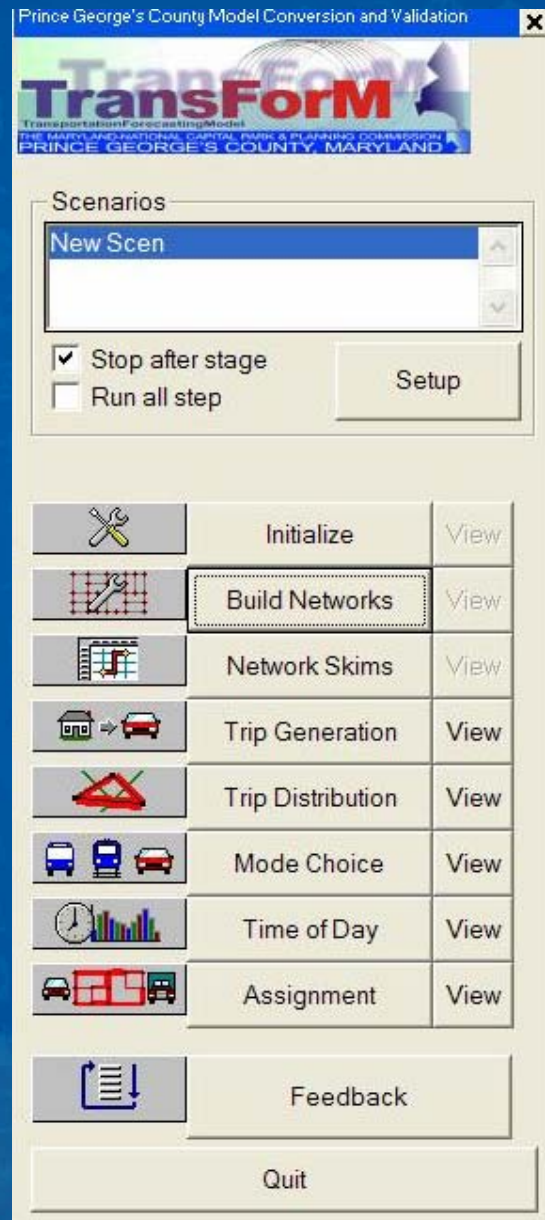 Prince George's County Model Conversion and Validation
TransForM
TransportationForecastingModel
THE MARYLAND-NATIONAL CAPITAL PARK & PLANNING COMMISSION
PRINCE GEORGE'S COUNTY, MARYLAND
Scenarios
New Scen
Stop after stage
Run all step
Setup
Initialize View
Build Networks View
Network Skims View
Trip Generation View
Trip Distribution View
Mode Choice View
Time of Day View
Assignment View
Feedback
Quit